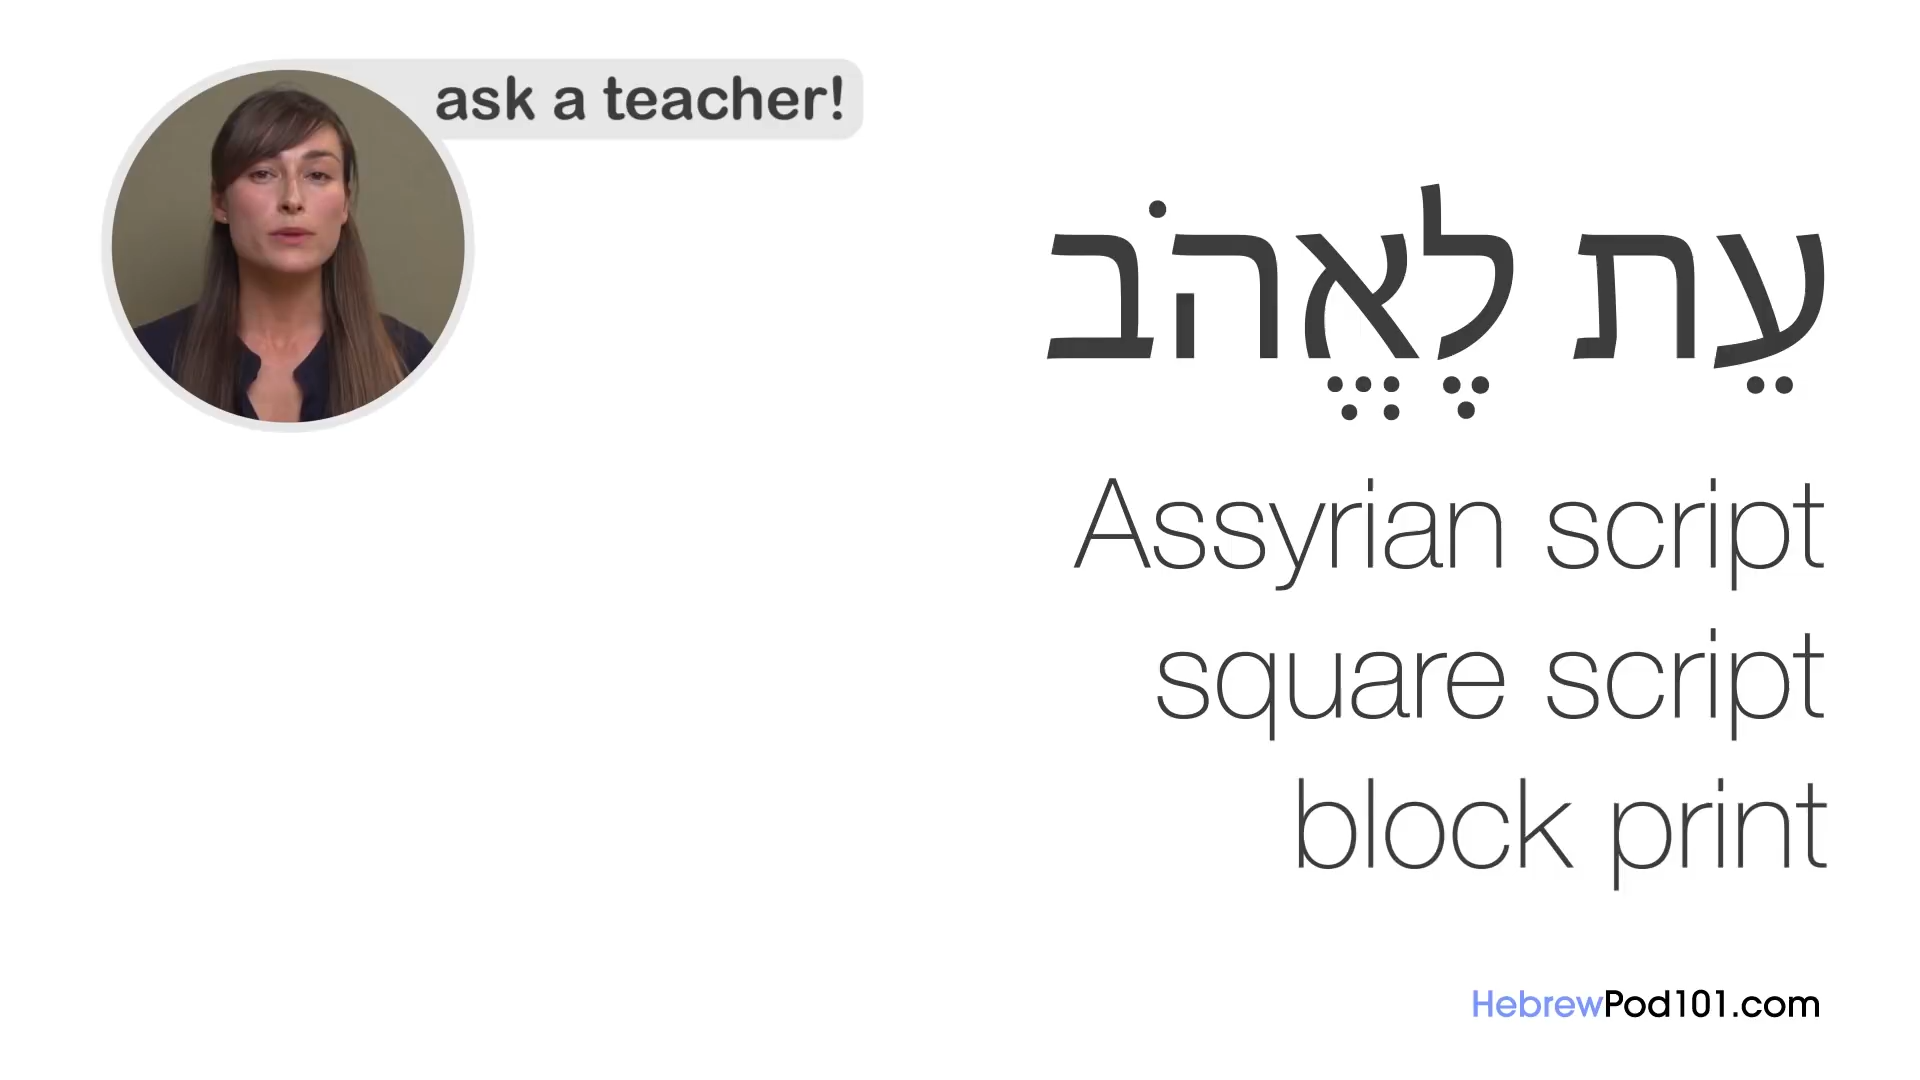 ask a teacher!
עֵת לֶאֱהֹב
Assyrian script
square script
block print
HebrewPod101.com